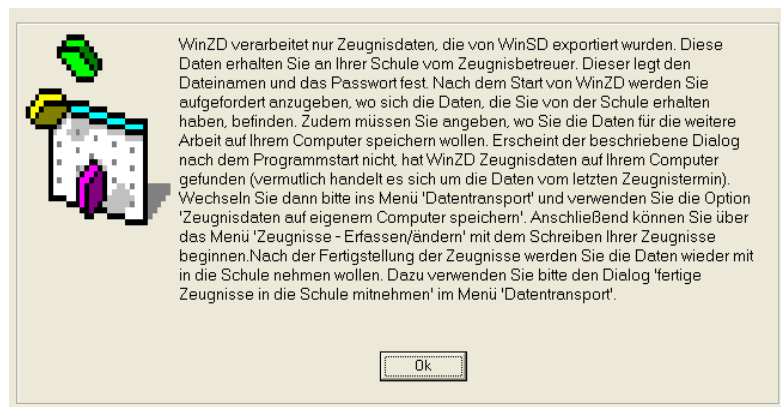 WinZD verarbeitet nur Zeugnisdaten, die von WinSD exportiert wurden. Diese
Daten erhalten Sie an Ihrer Schule vom Zeugnisbetreuer. Dieser legt den
Dateinamen und das Passwort fest. Nach dem Start von WinZD werden Sie
aufgefordert anzugeben, wo sich die Daten, die Sie von der Schule erhalten
haben, befinden. Zudem müssen Sie angeben, wo Sie die Daten für die weitere
Arbeit auf Ihrem Computer speichern wollen. Erscheint der beschriebene Dialog
nach dem Programmstart nicht, hat WinZD Zeugnisdaten auf Ihrem Computer
gefunden (vermutlich handelt es sich um die Daten vom letzten Zeugnistermin).
Wechseln Sie dann bitte ins Menü 'Datentransport' und verwenden Sie die Option
'Zeugnisdaten auf eigenem Computer speichern'. Anschließend können Sie über
das Menü 'Zeugnisse - Erfassen/ändern' mit dem Schreiben Ihrer Zeugnisse
beginnen.Nach der Fertigstellung der Zeugnisse werden Sie die Daten wieder mit
in die Schule nehmen wollen. Dazu verwenden Sie bitte den Dialog 'fertige
Zeugnisse in die Schule mitnehmen' im Menü 'Datentransport'.
Ok